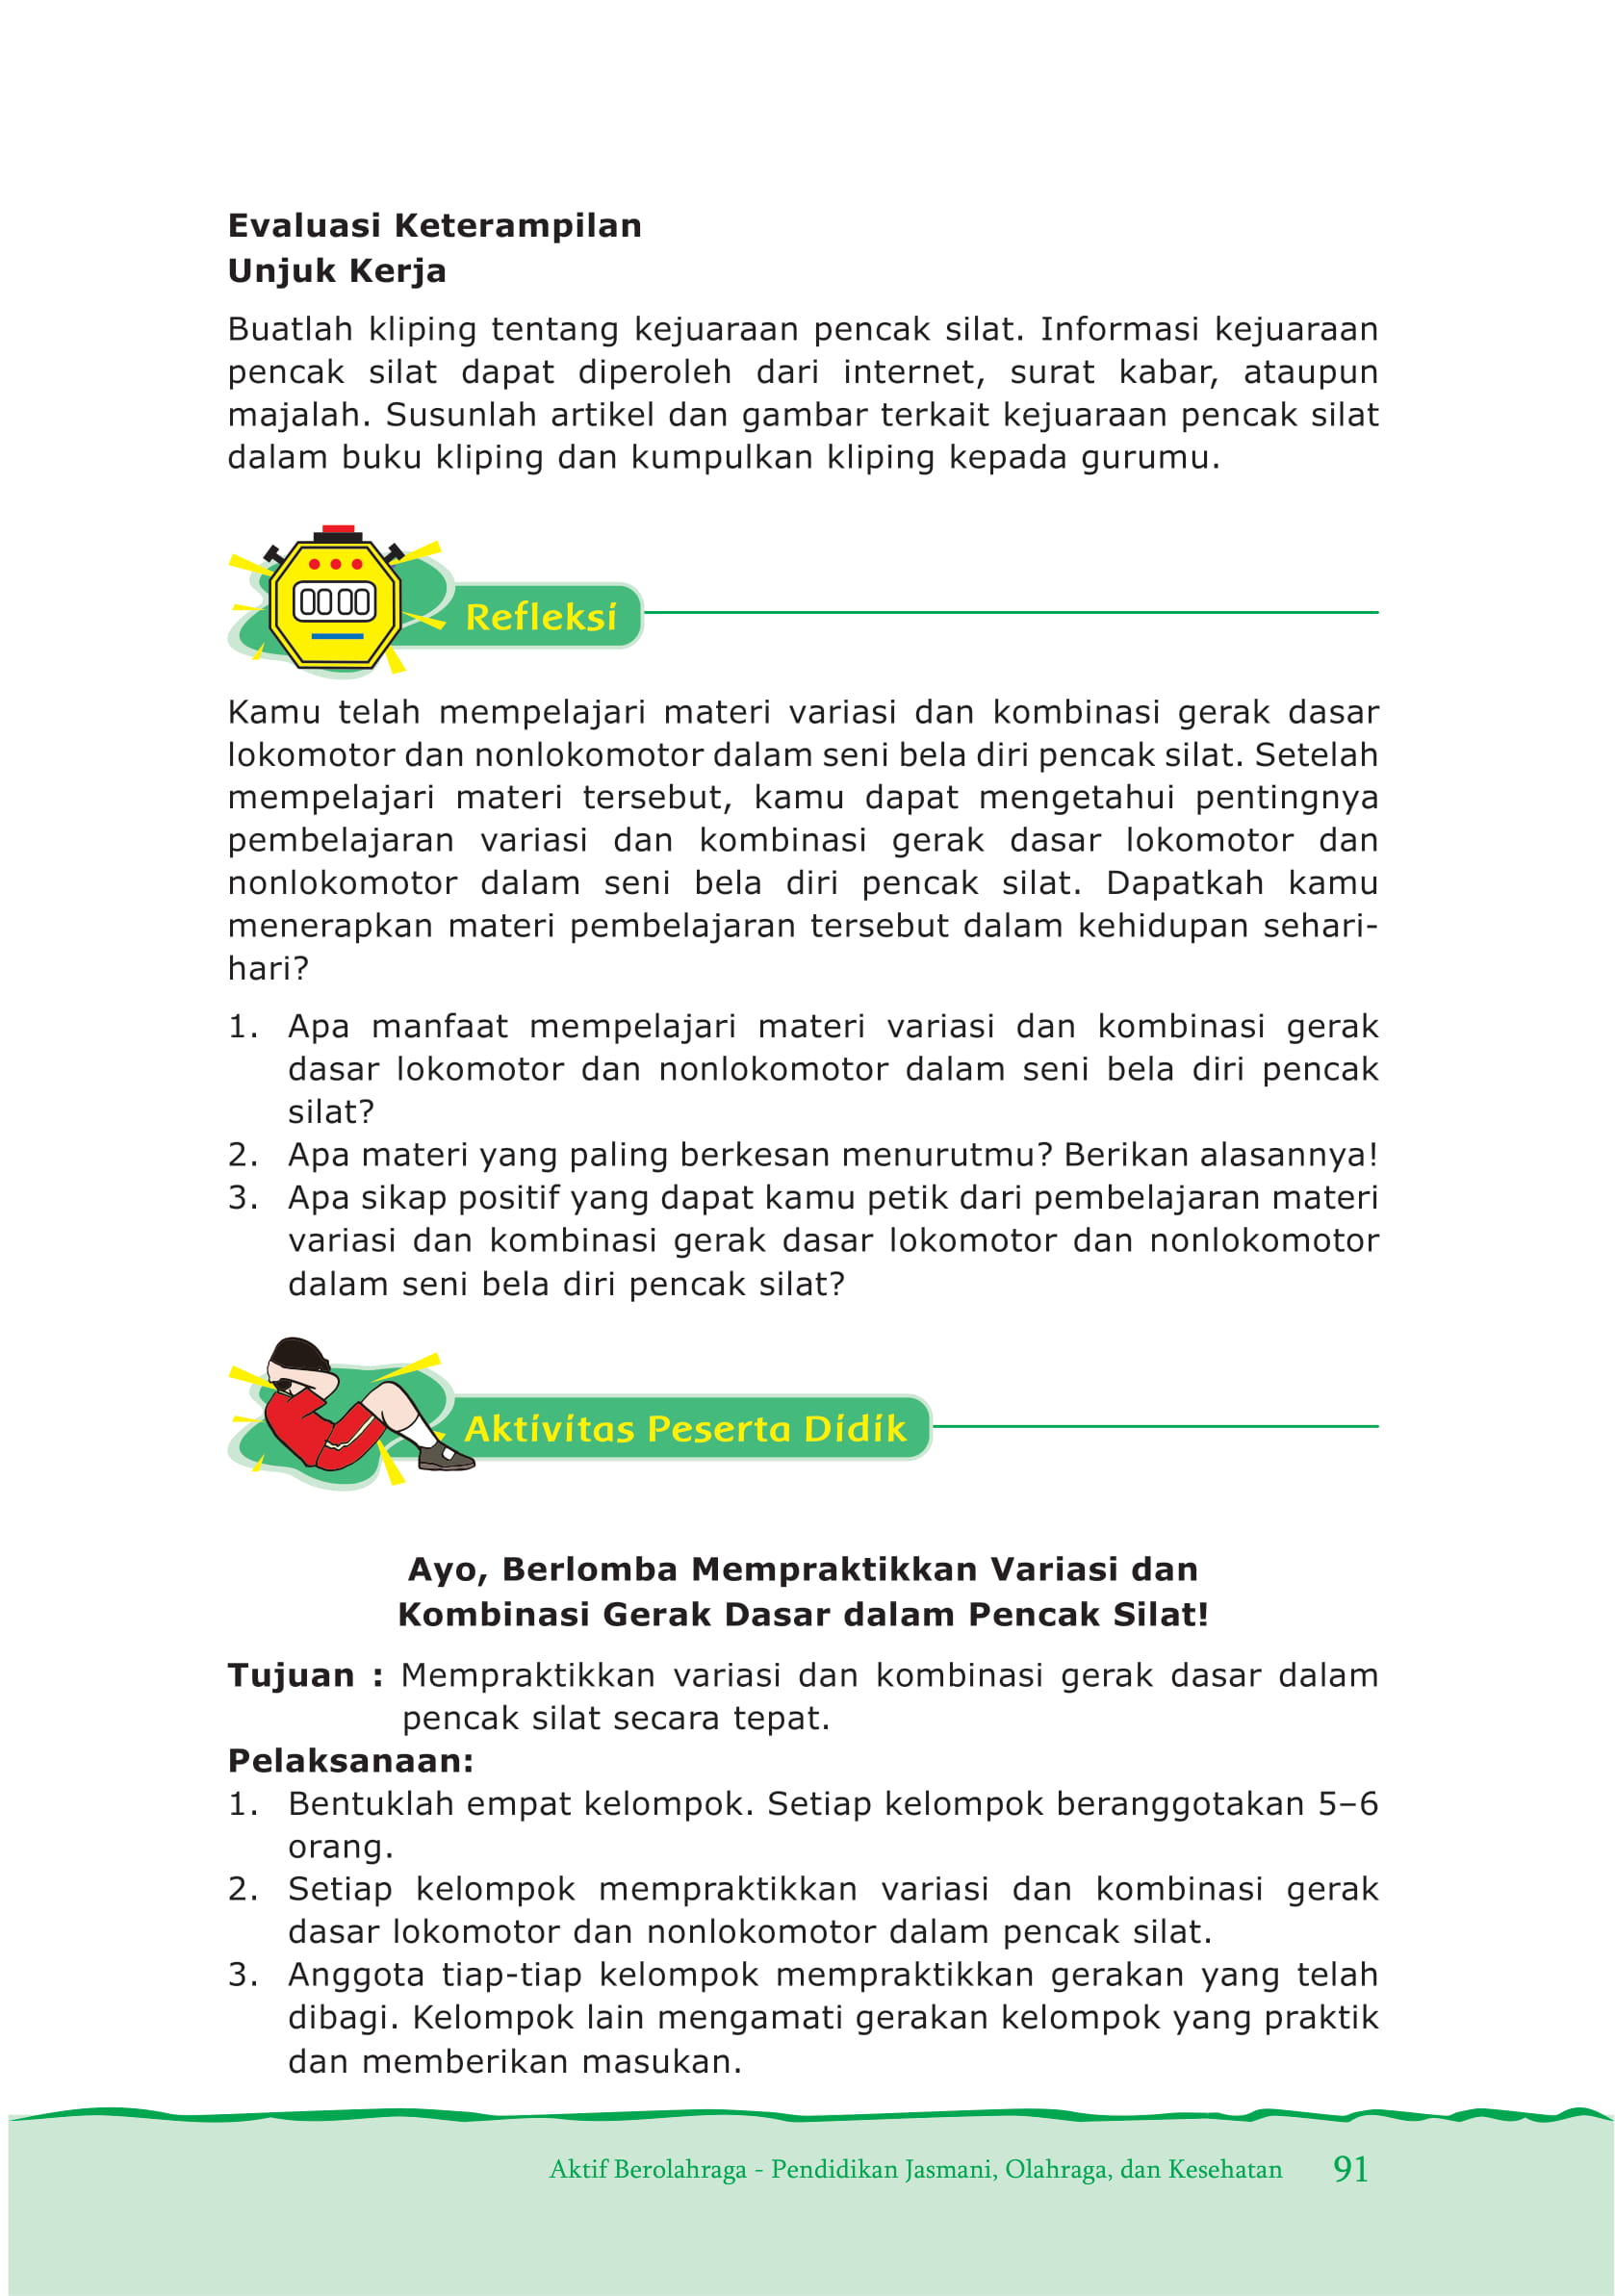 Evaluasi Keterampilan
Unjuk Kerja
Buatlah kliping tentang kejuaraan pencak silat. Informasi kejuaraan
pencak silat dapat diperoleh dari internet, surat kabar, ataupun
majalah. Susunlah artikel dan gambar terkait kejuaraan pencak silat
dalam buku kliping dan kumpulkan kliping kepada gurumu.
Refleksi
Kamu telah mempelajari materi variasi dan kombinasi gerak dasar
lokomotor dan nonlokomotor dalam seni bela diri pencak silat. Setelah
mempelajari materi tersebut, kamu dapat mengetahui pentingnya
pembelajaran variasi dan kombinasi gerak dasar lokomotor dan
nonlokomotor dalam seni bela diri pencak silat. Dapatkah kamu
menerapkan materi pembelajaran tersebut dalam kehidupan sehari-
hari?
1. Apa manfaat mempelajari materi variasi dan kombinasi gerak
dasar lokomotor dan nonlokomotor dalam seni bela diri pencak
silat?
2. Apa materi yang paling berkesan menurutmu? Berikan alasannya!
3. Apa sikap positif yang dapat kamu petik dari pembelajaran materi
variasi dan kombinasi gerak dasar lokomotor dan nonlokomotor
dalam seni bela diri pencak silat?
Aktivitas Peserta Didik
Ayo, Berlomba Mempraktikkan Variasi dan
Kombinasi Gerak Dasar dalam Pencak Silat!
Tujuan : Mempraktikkan variasi dan kombinasi gerak dasar dalam
pencak silat secara tepat.
Pelaksanaan:
1. Bentuklah empat kelompok. Setiap kelompok beranggotakan 5–6
orang.
2. Setiap kelompok mempraktikkan variasi dan kombinasi gerak
dasar lokomotor dan nonlokomotor dalam pencak silat.
3. Anggota tiap-tiap kelompok mempraktikkan gerakan yang telah
dibagi. Kelompok lain mengamati gerakan kelompok yang praktik
dan memberikan masukan.
Aktif Berolahraga - Pendidikan Jasmani, Olahraga, dan Kesehatan 91